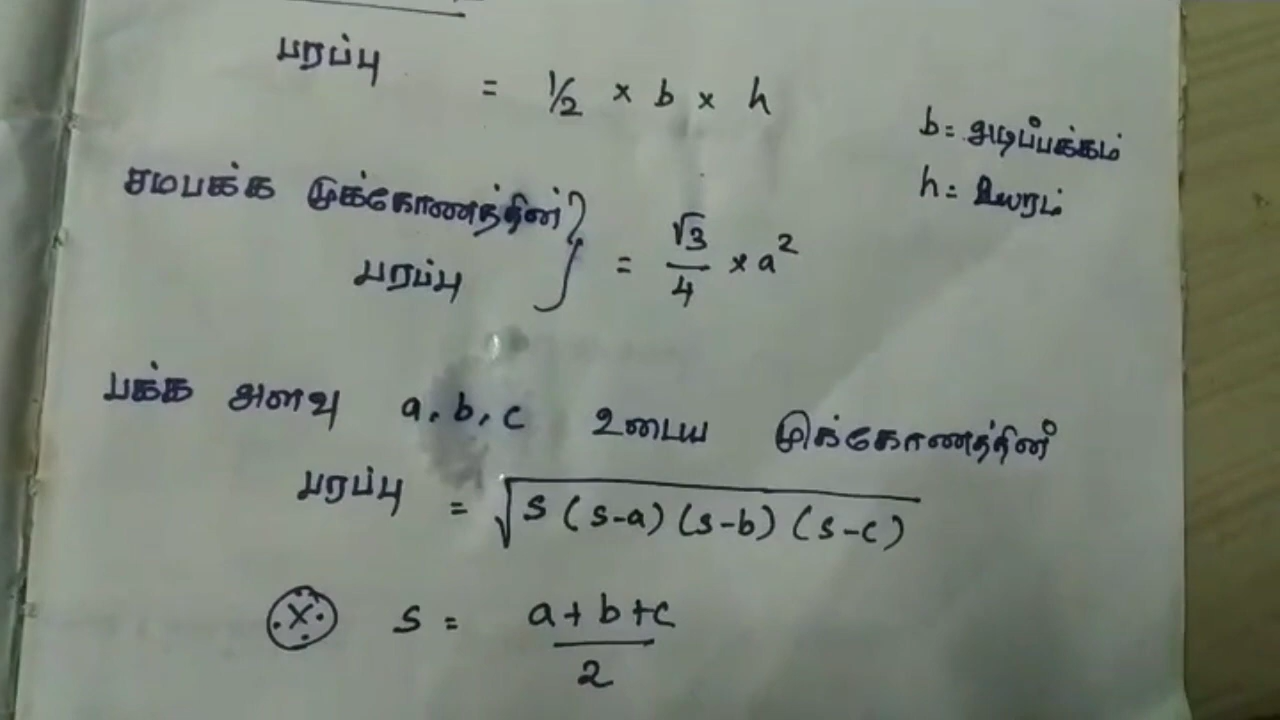 பரப்பு = 1/2 × b × h
b = அடிப்பக்கம்
h = உயரம்
சமபக்க முக்கோணத்தின்
பரப்பு } = √3/4 × a²
பக்க அளவு a, b, c உடைய முக்கோணத்தின்
பரப்பு = √s(s-a)(s-b)(s-c)
s = a+b+c/2